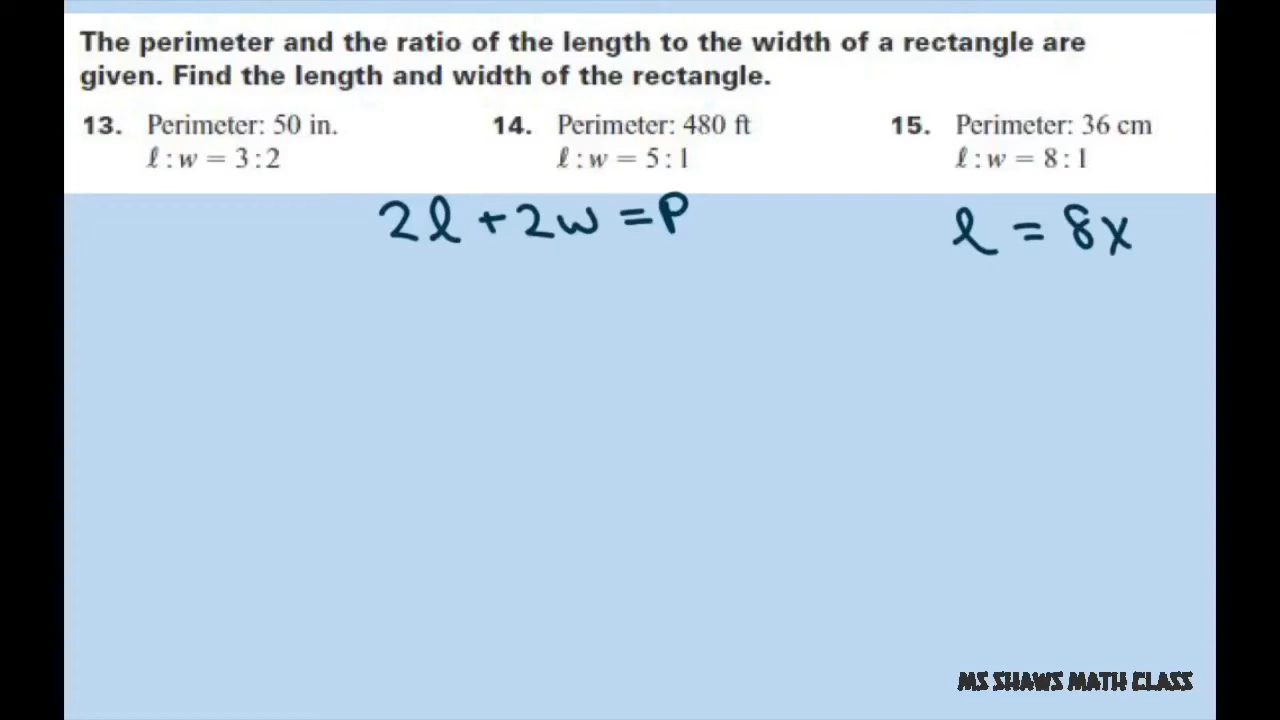 The perimeter and the ratio of the length to the width of a rectangle are
given. Find the length and width of the rectangle.
13. Perimeter: 50 in. 14. Perimeter: 480 ft 15. Perimeter: 36 cm
ℓ : w = 3 : 2 ℓ : w = 5 : 1 ℓ : w = 8 : 1
2ℓ + 2w = P ℓ = 8x
MS SHAWS MATH CLASS